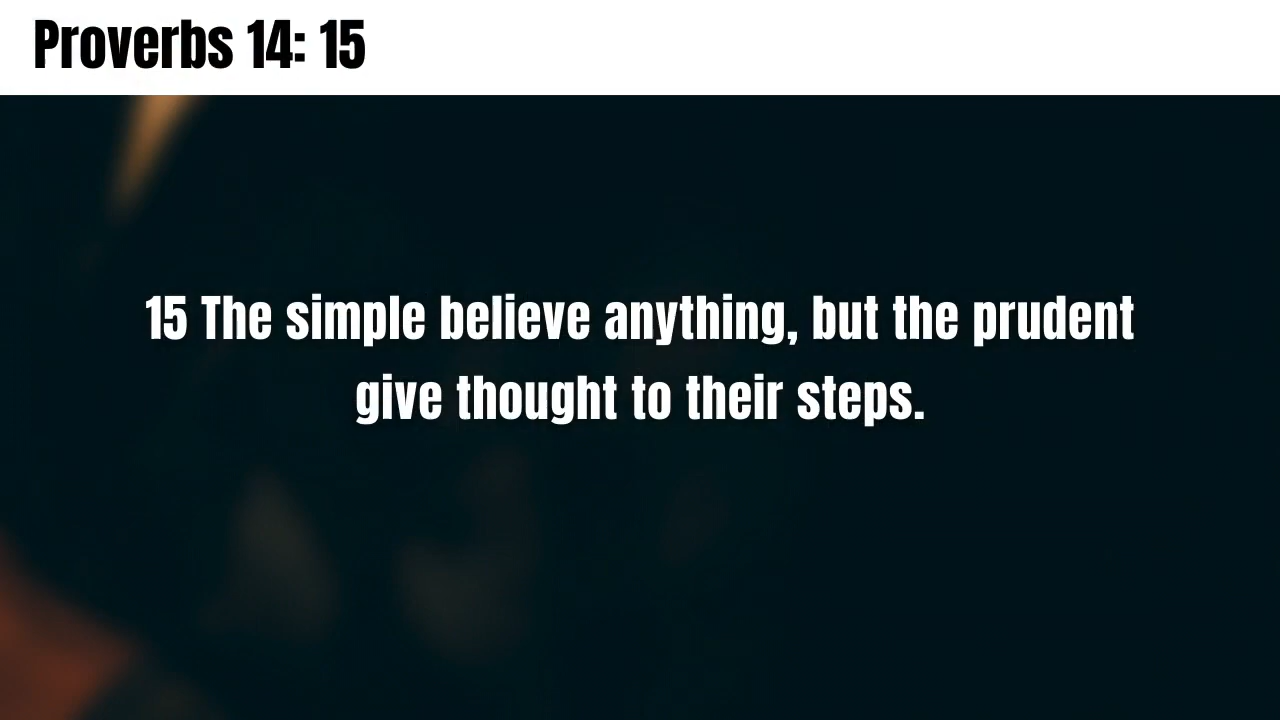 Proverbs 14: 15
15 The simple believe anything, but the prudent
give thought to their steps.